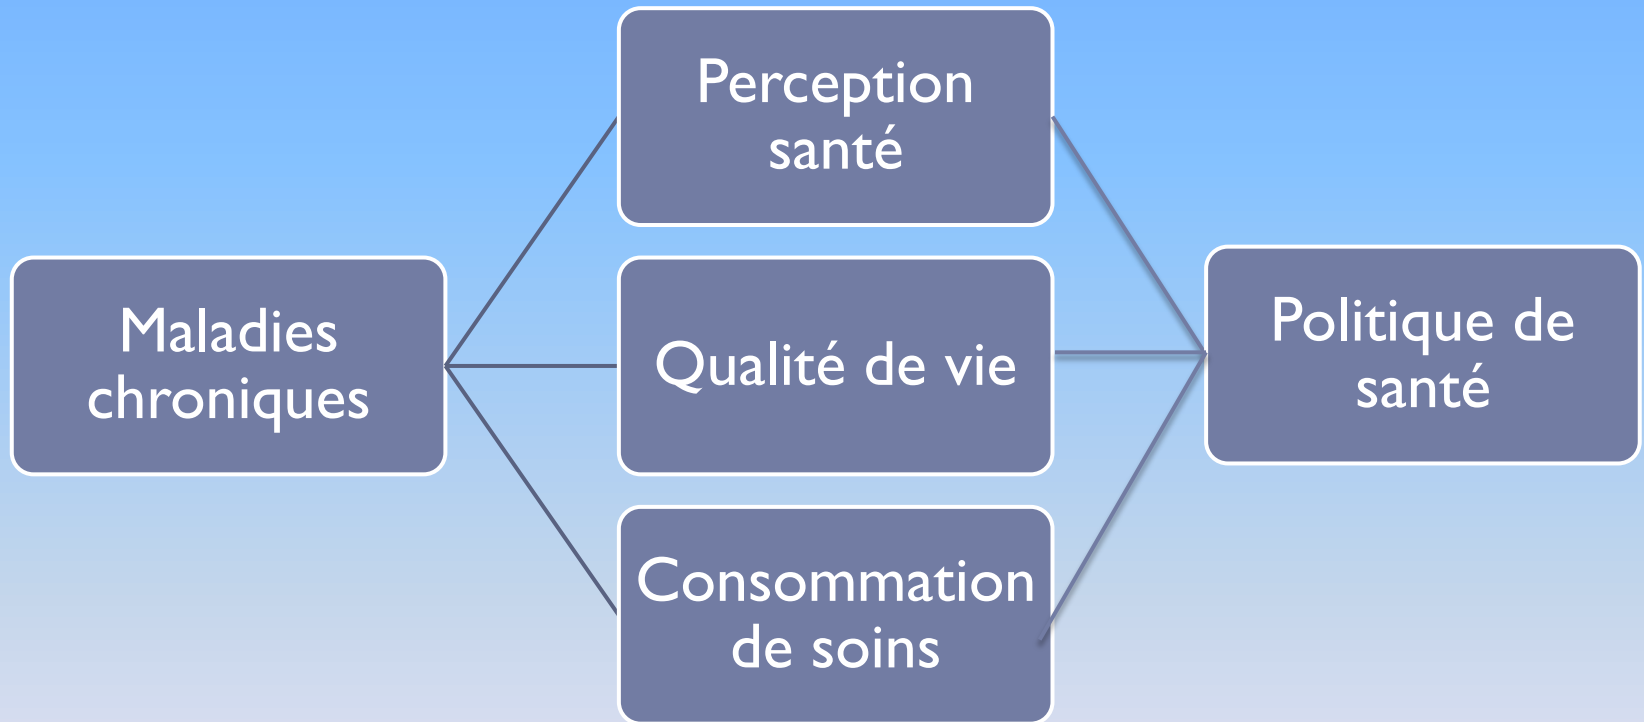 Perception
santé
Maladies
chroniques
Qualité de vie
Politique de
santé
Consommation
de soins